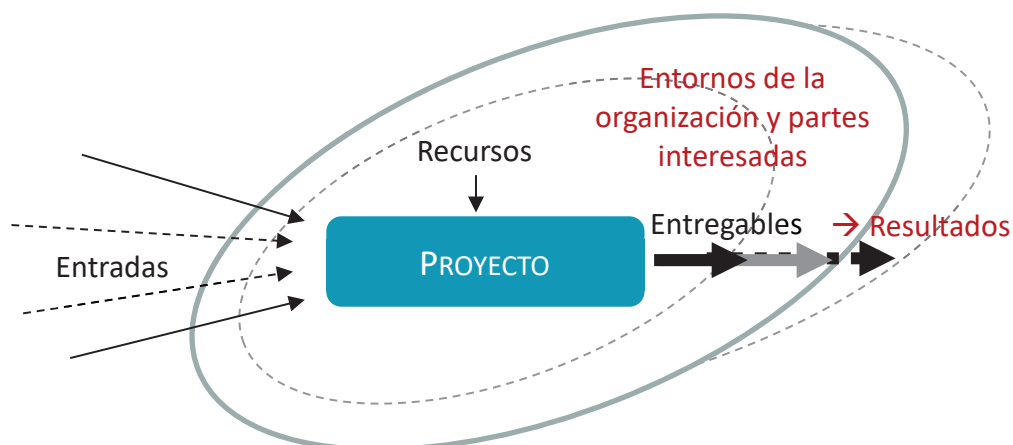 Entornos de la
organización y partes
interesadas
Recursos
Entregables
→ Resultados
Entradas
PROYECTO